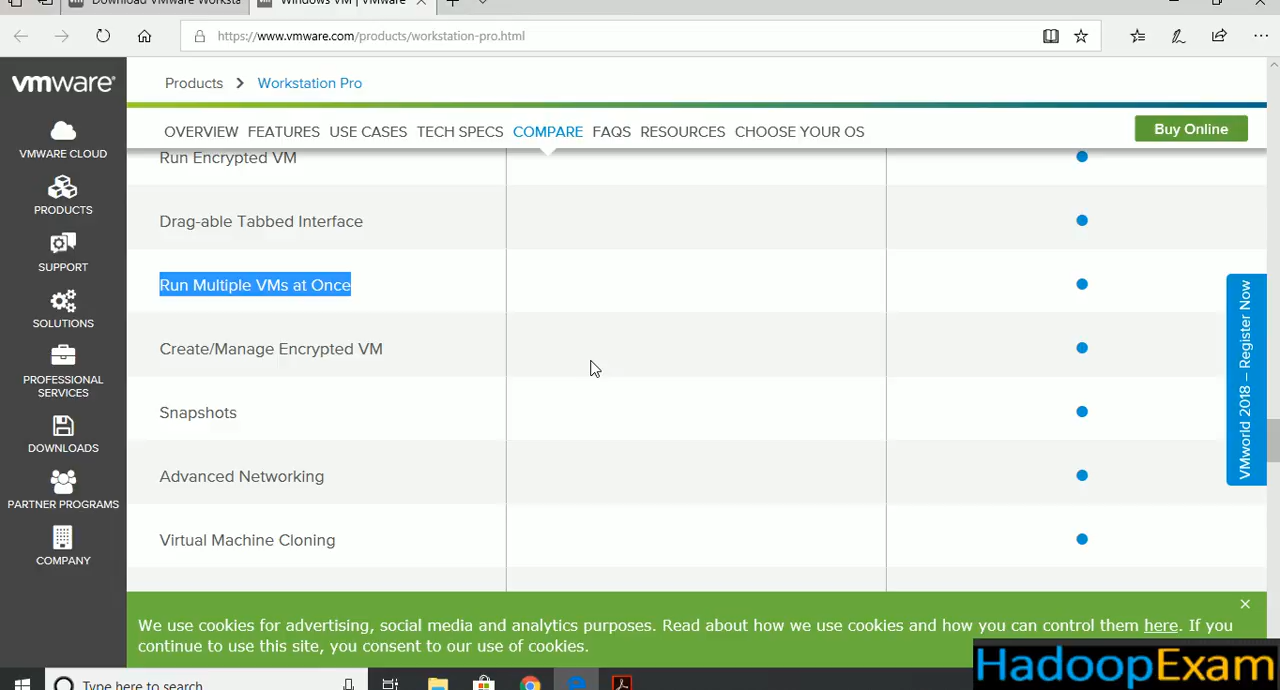 Download VMware Worksta
Windows VM | VMware
https://www.vmware.com/products/workstation-pro.html
vmware
Products
Workstation Pro
OVERVIEW FEATURES USE CASES TECH SPECS COMPARE FAQS RESOURCES CHOOSE YOUR OS
Buy Online
VMWARE CLOUD
PRODUCTS
SUPPORT
SOLUTIONS
PROFESSIONAL
SERVICES
DOWNLOADS
PARTNER PROGRAMS
COMPANY
Run Encrypted VM
Drag-able Tabbed Interface
Run Multiple VMs at Once
Create/Manage Encrypted VM
Snapshots
Advanced Networking
Virtual Machine Cloning
VMworld 2018 – Register Now
We use cookies for advertising, social media and analytics purposes. Read about how we use cookies and how you can control them here. If you
continue to use this site, you consent to our use of cookies.
HadoopExam
Type here to search